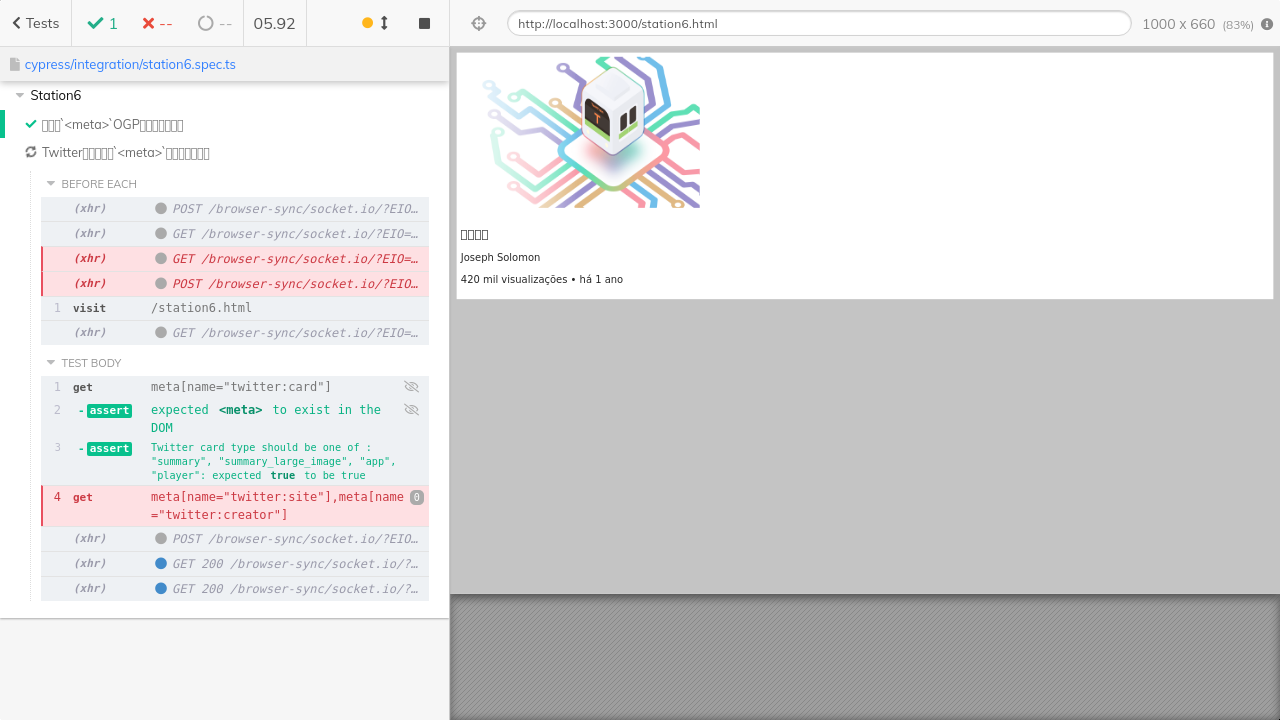 Tests
1
--
--
05.92
http://localhost:3000/station6.html
1000 x 660 (83%)
cypress/integration/station6.spec.ts
Station6
`<meta>`OGP
Twitter `<meta>`
BEFORE EACH
(xhr) POST /browser-sync/socket.io/?EIO…
(xhr) GET /browser-sync/socket.io/?EIO=…
(xhr) GET /browser-sync/socket.io/?EIO=…
(xhr) POST /browser-sync/socket.io/?EIO…
1 visit /station6.html
(xhr) GET /browser-sync/socket.io/?EIO=…
TEST BODY
1 get meta[name="twitter:card"]
2 -assert expected <meta> to exist in the
DOM
3 -assert Twitter card type should be one of :
"summary", "summary_large_image", "app",
"player": expected true to be true
4 get meta[name="twitter:site"],meta[name 0
="twitter:creator"]
(xhr) POST /browser-sync/socket.io/?EIO…
(xhr) GET 200 /browser-sync/socket.io/?…
(xhr) GET 200 /browser-sync/socket.io/?…
Joseph Solomon
420 mil visualizações • há 1 ano